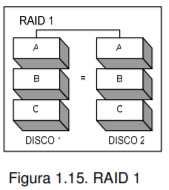 RAID 1
A A
B = B
C C
DISCO 1 DISCO 2
Figura 1.15. RAID 1